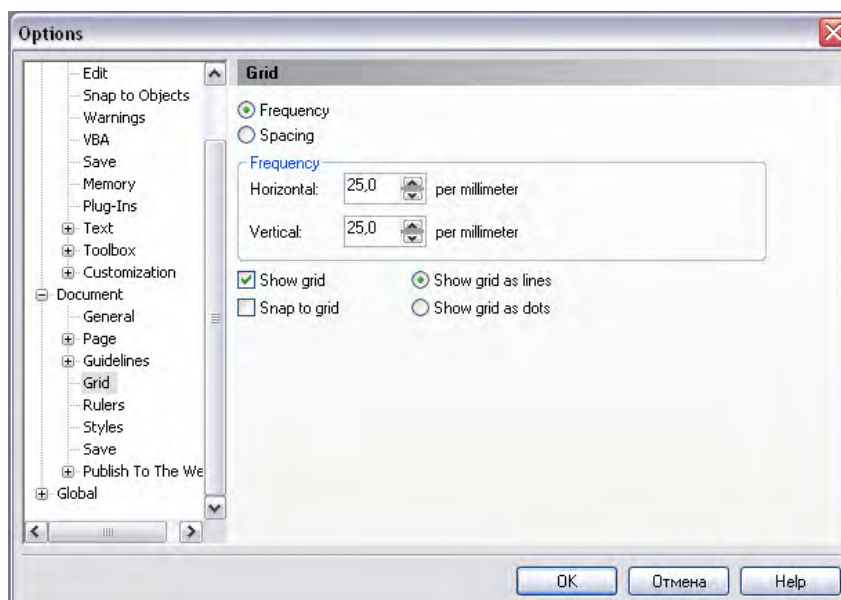 Options
Edit
Snap to Objects
Warnings
VBA
Save
Memory
Plug-Ins
Text
Toolbox
Customization
Document
General
Page
Guidelines
Grid
Rulers
Styles
Save
Publish To The We
Global
Grid
Frequency
Spacing
Frequency
Horizontal: 25,0 per millimeter
Vertical: 25,0 per millimeter
Show grid Show grid as lines
Snap to grid Show grid as dots
OK Отмена Help